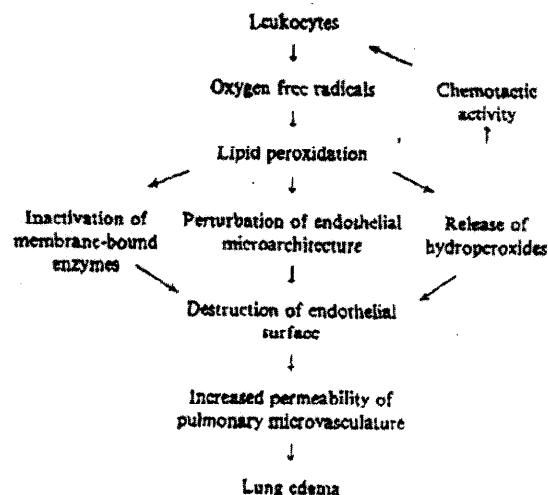 Leukocytes
Oxygen free radicals
Chemotactic
activity
Lipid peroxidation
Inactivation of
membrane-bound
enzymes
Perturbation of endothelial
microarchitecture
Release of
hydroperoxides
Destruction of endothelial
surface
Increased permeability of
pulmonary microvasculature
Lung edema